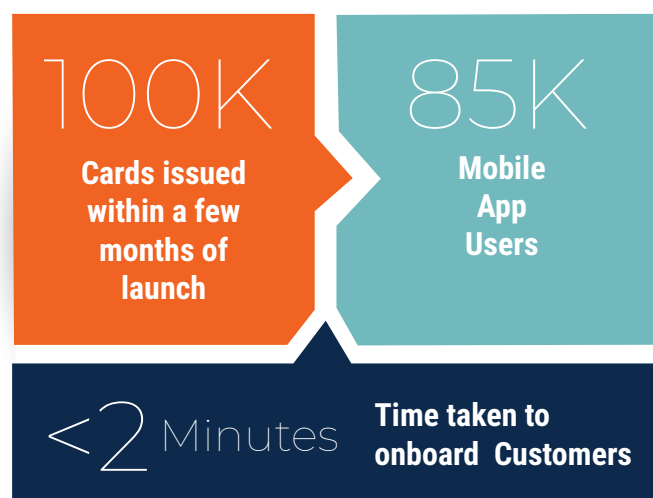 100K
Cards issued
within a few
months of
launch
85K
Mobile
App
Users
<2 Minutes
Time taken to
onboard Customers